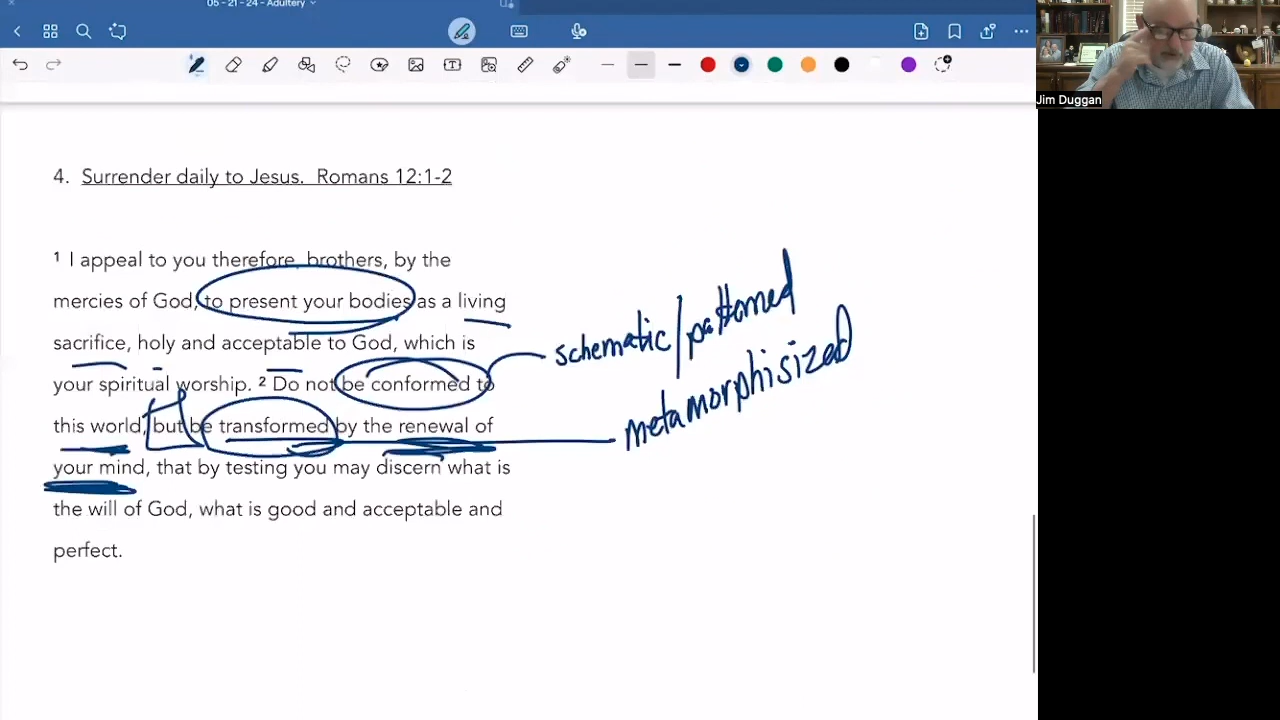 05 - 21 - 24 - Adultery
Jim Duggan
4. Surrender daily to Jesus. Romans 12:1-2
1 I appeal to you therefore, brothers, by the
mercies of God, to present your bodies as a living
sacrifice, holy and acceptable to God, which is
your spiritual worship. 2 Do not be conformed to
this world, but be transformed by the renewal of
your mind, that by testing you may discern what is
the will of God, what is good and acceptable and
perfect.
schematic/patterned
metamorphisized